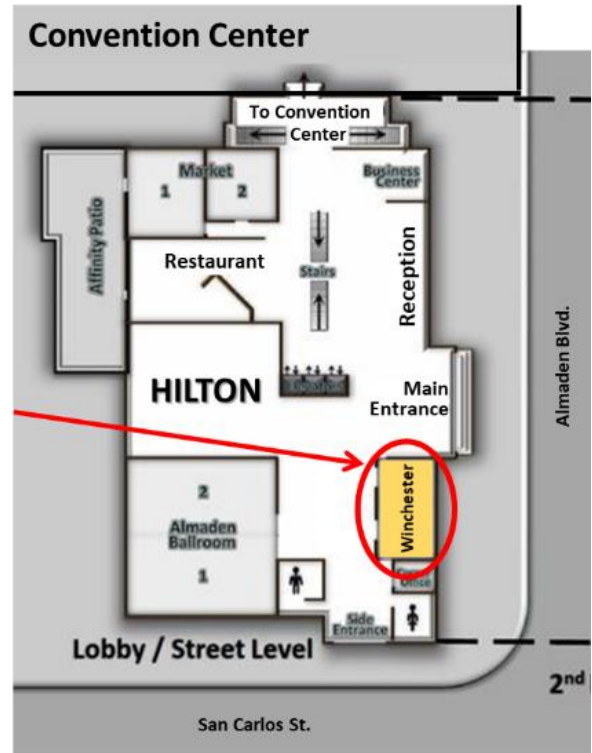 Convention Center
To Convention
Center
Market
1
2
Business
Center
Affinity Patio
Restaurant
Stairs
Reception
HILTON
Main
Entrance
Almaden Blvd.
Winchester
2
Almaden
Ballroom
1
Office
Side
Entrance
Lobby / Street Level
2nd
San Carlos St.